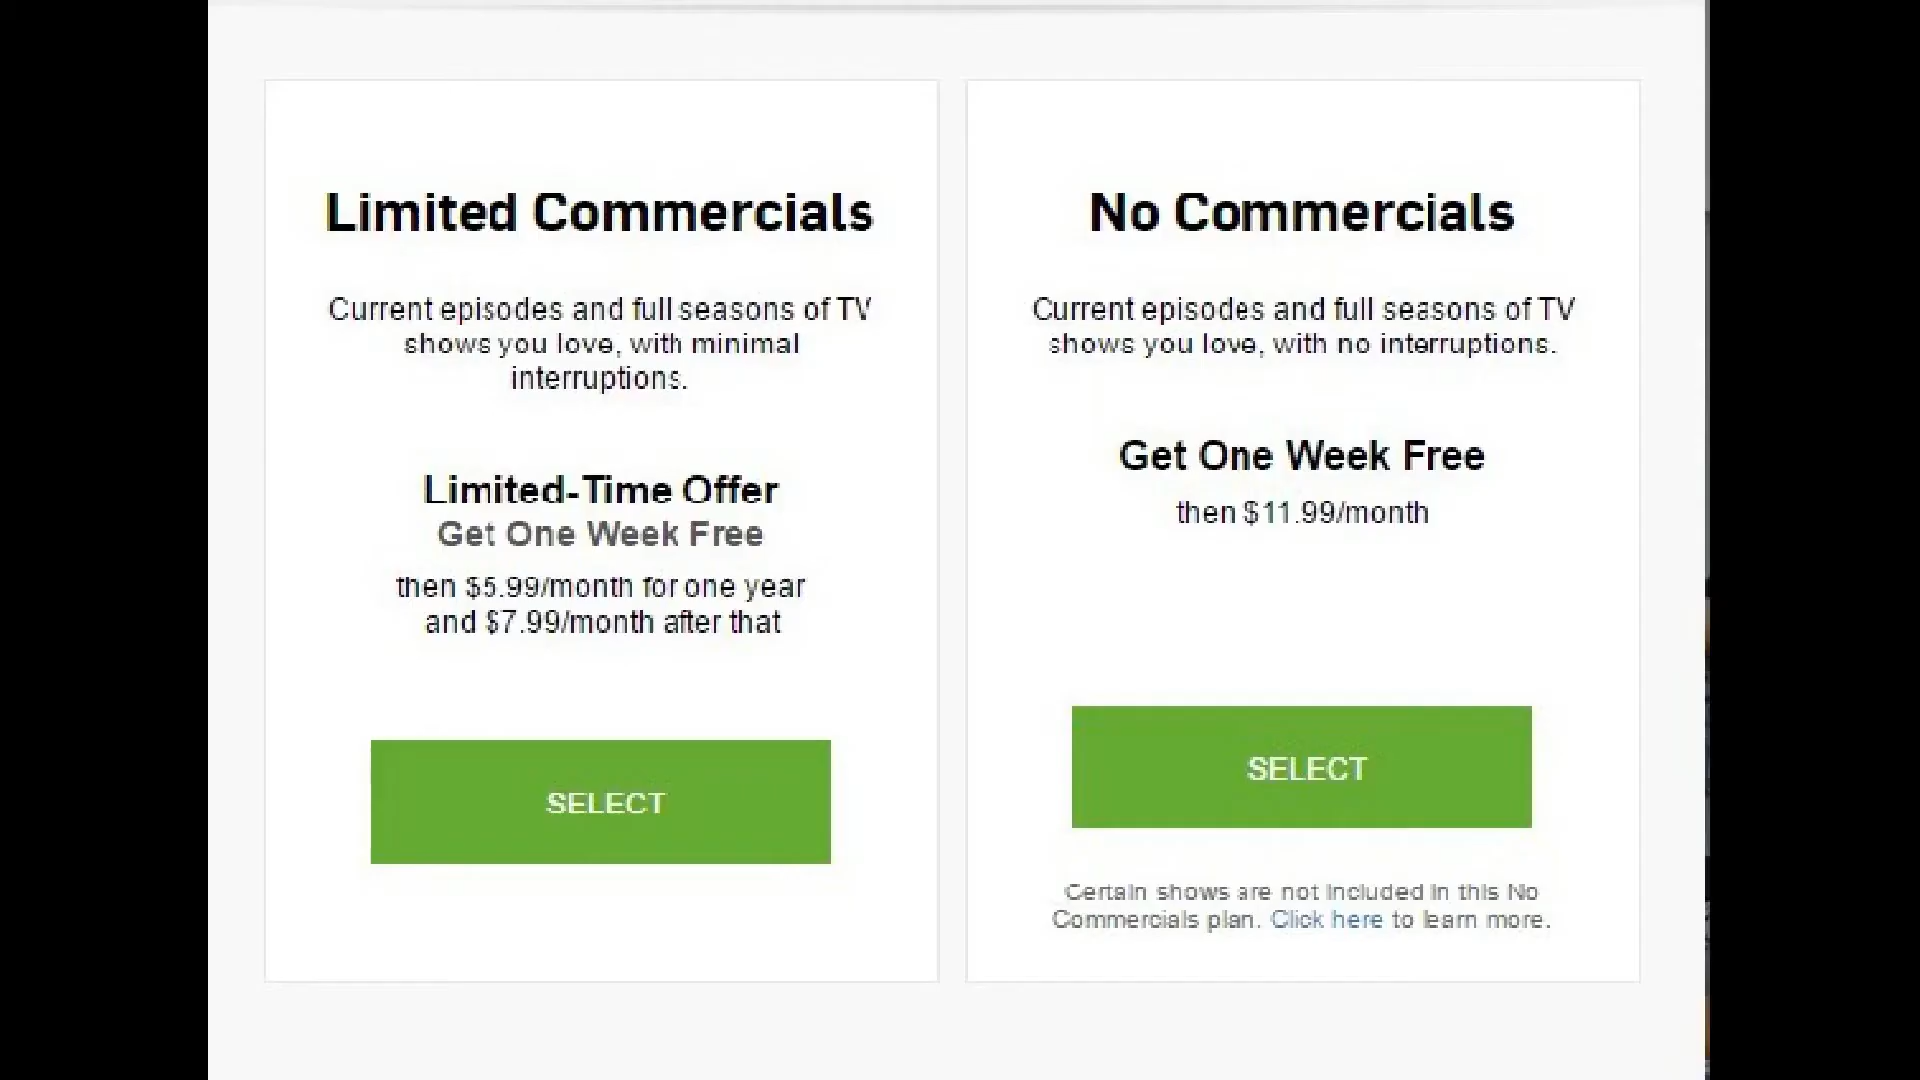 Limited Commercials
Current episodes and full seasons of TV
shows you love, with minimal
interruptions.
Limited-Time Offer
Get One Week Free
then $5.99/month for one year
and $7.99/month after that
SELECT
No Commercials
Current episodes and full seasons of TV
shows you love, with no interruptions.
Get One Week Free
then $11.99/month
SELECT
Certain shows are not included in this No
Commercials plan. Click here to learn more.